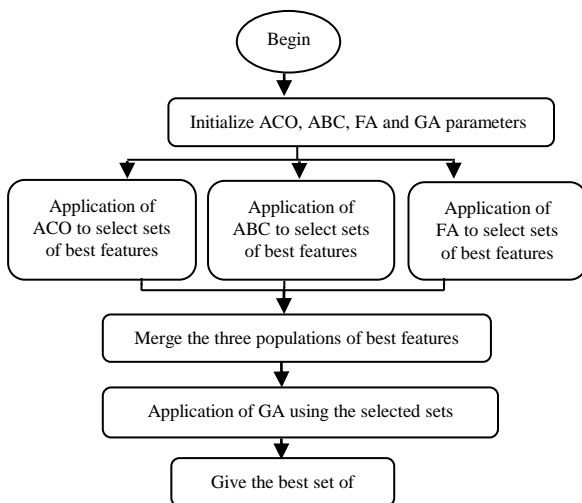 Begin
Initialize ACO, ABC, FA and GA parameters
Application of
ACO to select sets
of best features
Application of
ABC to select sets
of best features
Application of
FA to select sets
of best features
Merge the three populations of best features
Application of GA using the selected sets
Give the best set of